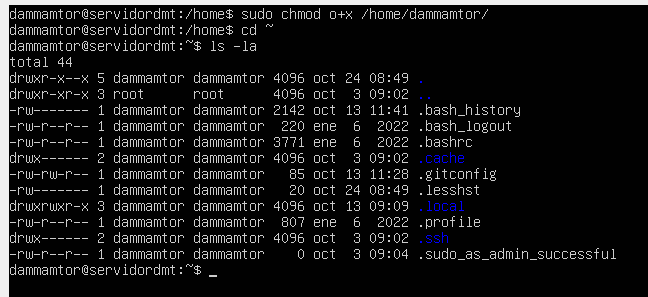 dammamtor@servidordmt:/home$ sudo chmod o+x /home/dammamtor/
dammamtor@servidordmt:/home$ cd ~
dammamtor@servidordmt:~$ ls -la
total 44
drwxr-x--x 5 dammamtor dammamtor 4096 oct 24 08:49 .
drwxr-xr-x 3 root      root      4096 oct  3 09:02 ..
-rw------- 1 dammamtor dammamtor 2142 oct 13 11:41 .bash_history
-rw-r--r-- 1 dammamtor dammamtor  220 ene  6  2022 .bash_logout
-rw-r--r-- 1 dammamtor dammamtor 3771 ene  6  2022 .bashrc
drwx------ 2 dammamtor dammamtor 4096 oct  3 09:02 .cache
-rw-rw-r-- 1 dammamtor dammamtor   85 oct 13 11:28 .gitconfig
-rw------- 1 dammamtor dammamtor   20 oct 24 08:49 .lesshst
drwxrwxr-x 3 dammamtor dammamtor 4096 oct 13 09:09 .local
-rw-r--r-- 1 dammamtor dammamtor  807 ene  6  2022 .profile
drwx------ 2 dammamtor dammamtor 4096 oct  3 09:02 .ssh
-rw-r--r-- 1 dammamtor dammamtor    0 oct  3 09:04 .sudo_as_admin_successful
dammamtor@servidordmt:~$ _